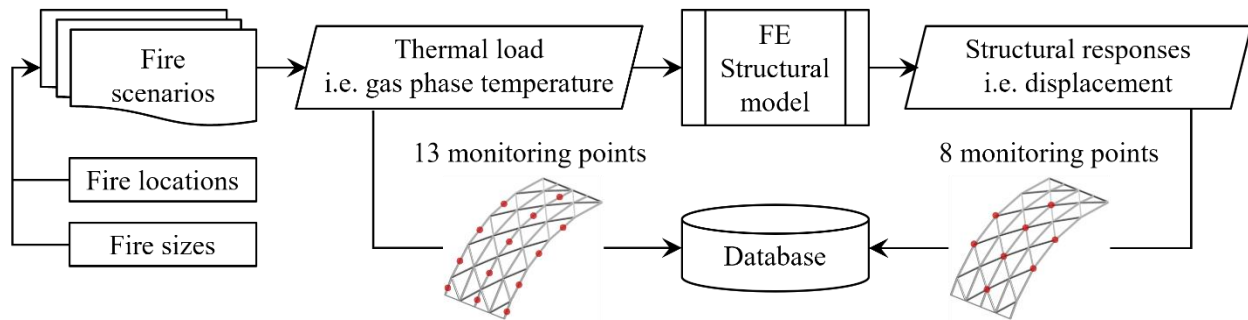 Fire
scenarios
Thermal load
i.e. gas phase temperature
FE
Structural
model
Structural responses
i.e. displacement
13 monitoring points
8 monitoring points
Fire locations
Fire sizes
Database